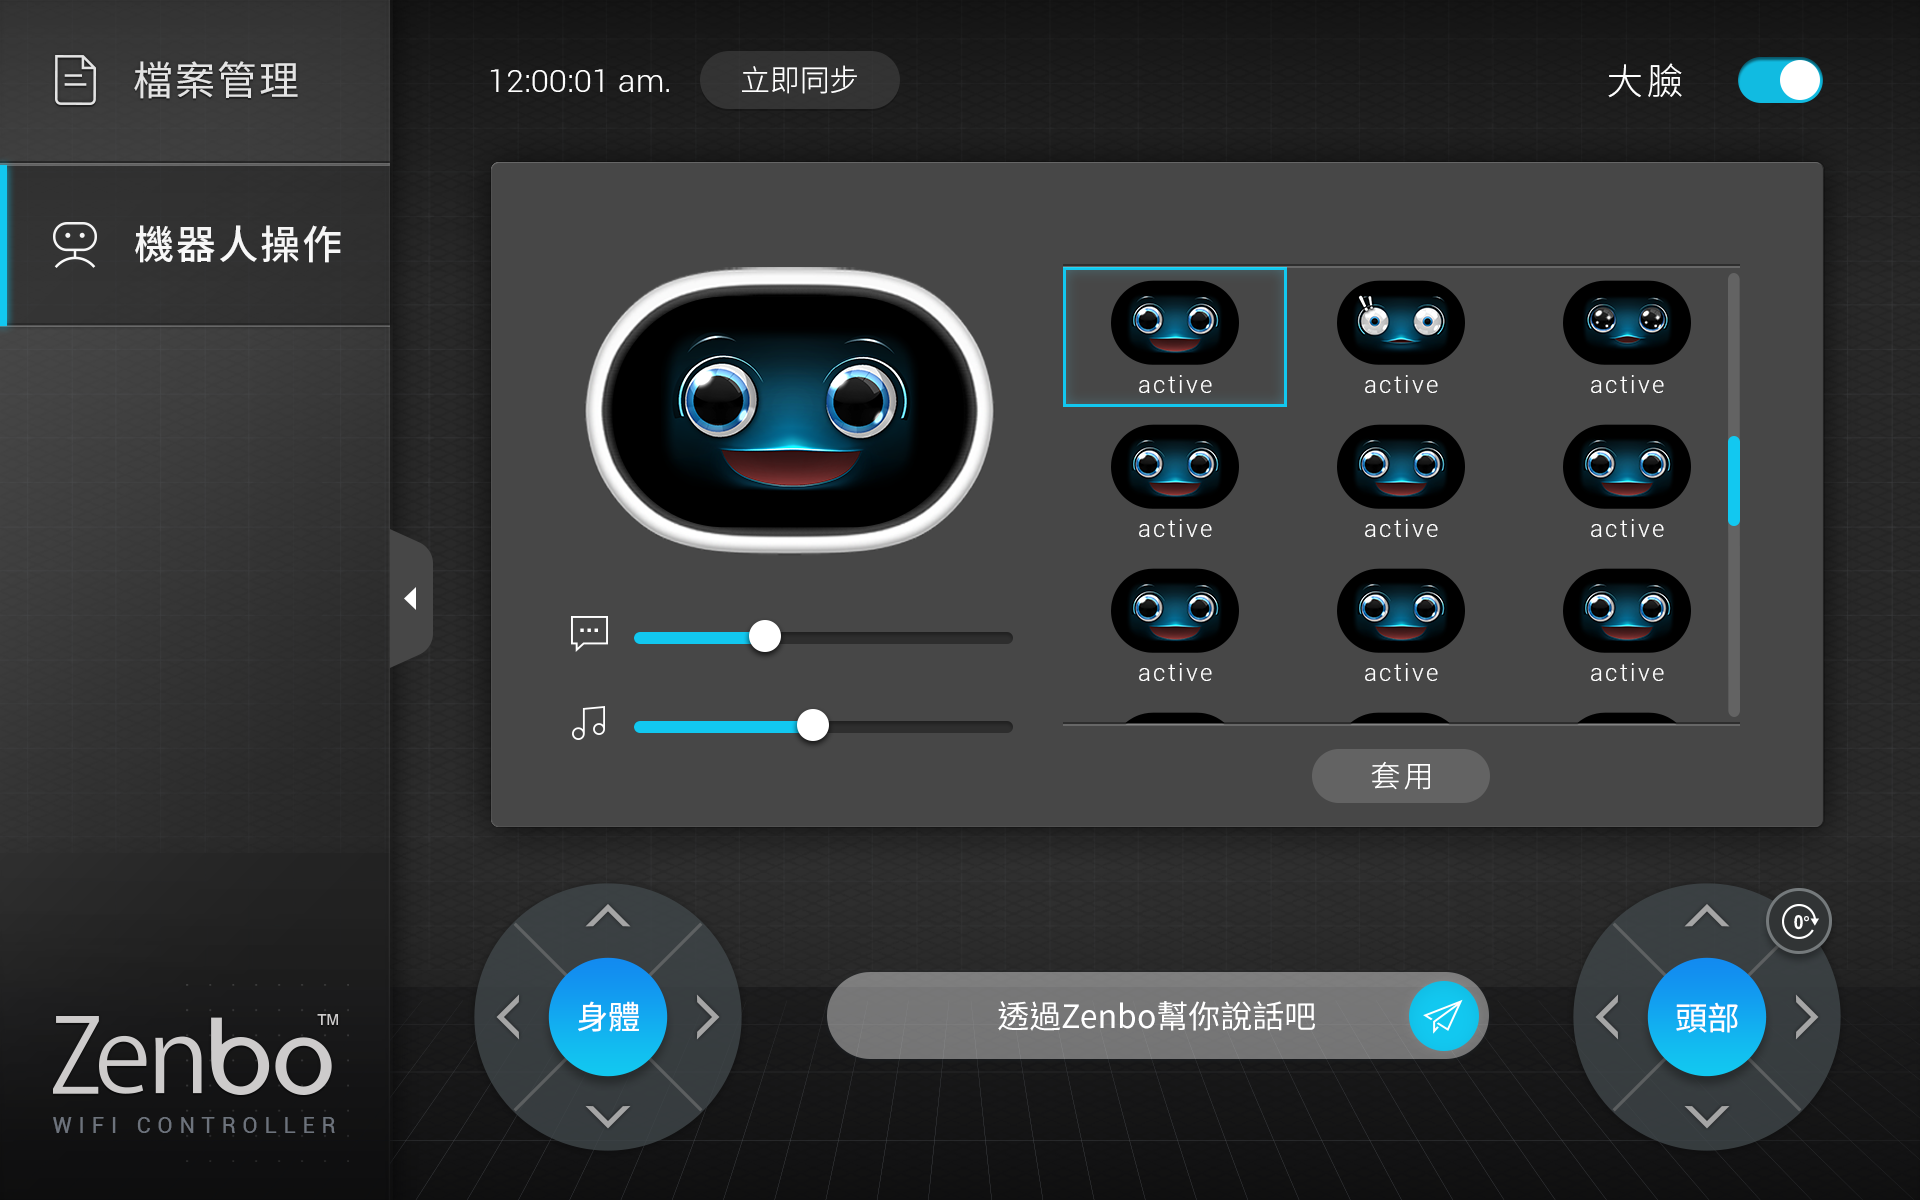 檔案管理
機器人操作
12:00:01 am.
立即同步
大臉
active
active
active
active
active
active
active
active
active
套用
身體
透過Zenbo幫你說話吧
0°
頭部
Zenbo™
WIFI CONTROLLER